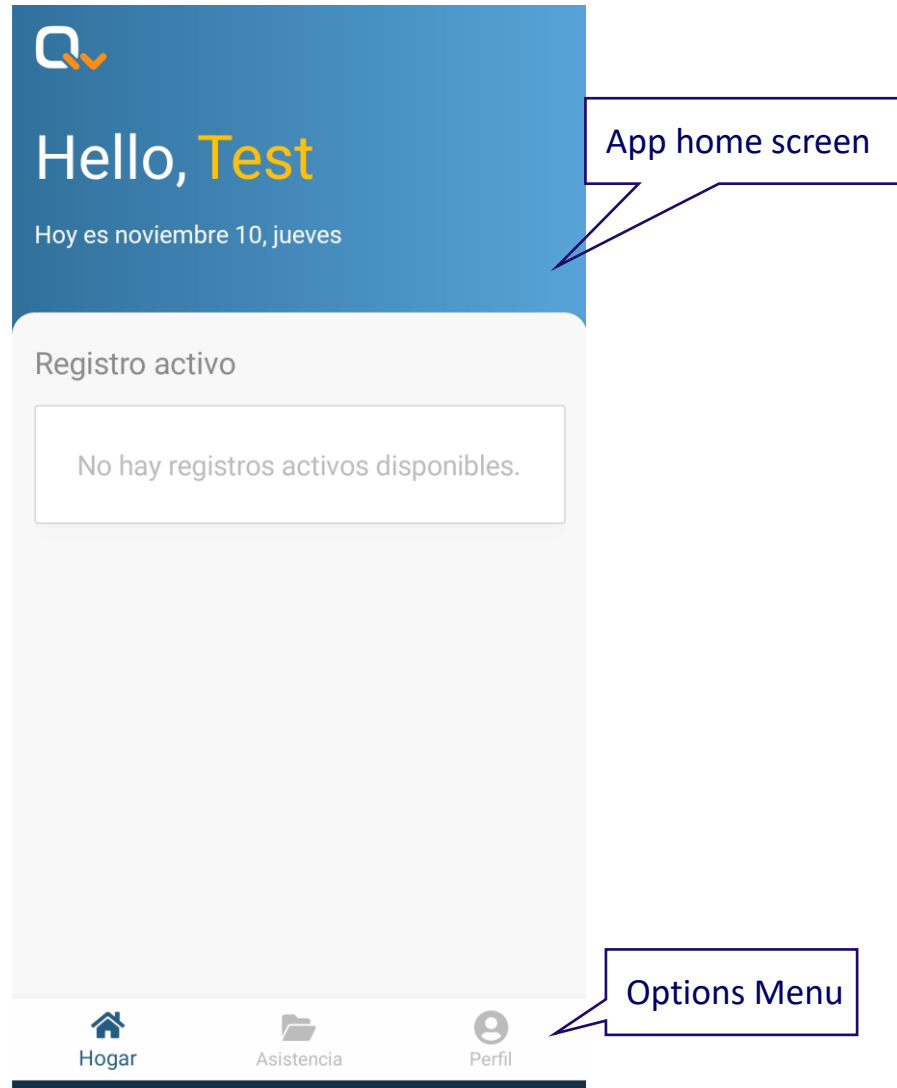 Hello, Test
App home screen
Hoy es noviembre 10, jueves
Registro activo
No hay registros activos disponibles.
Options Menu
Hogar
Asistencia
Perfil